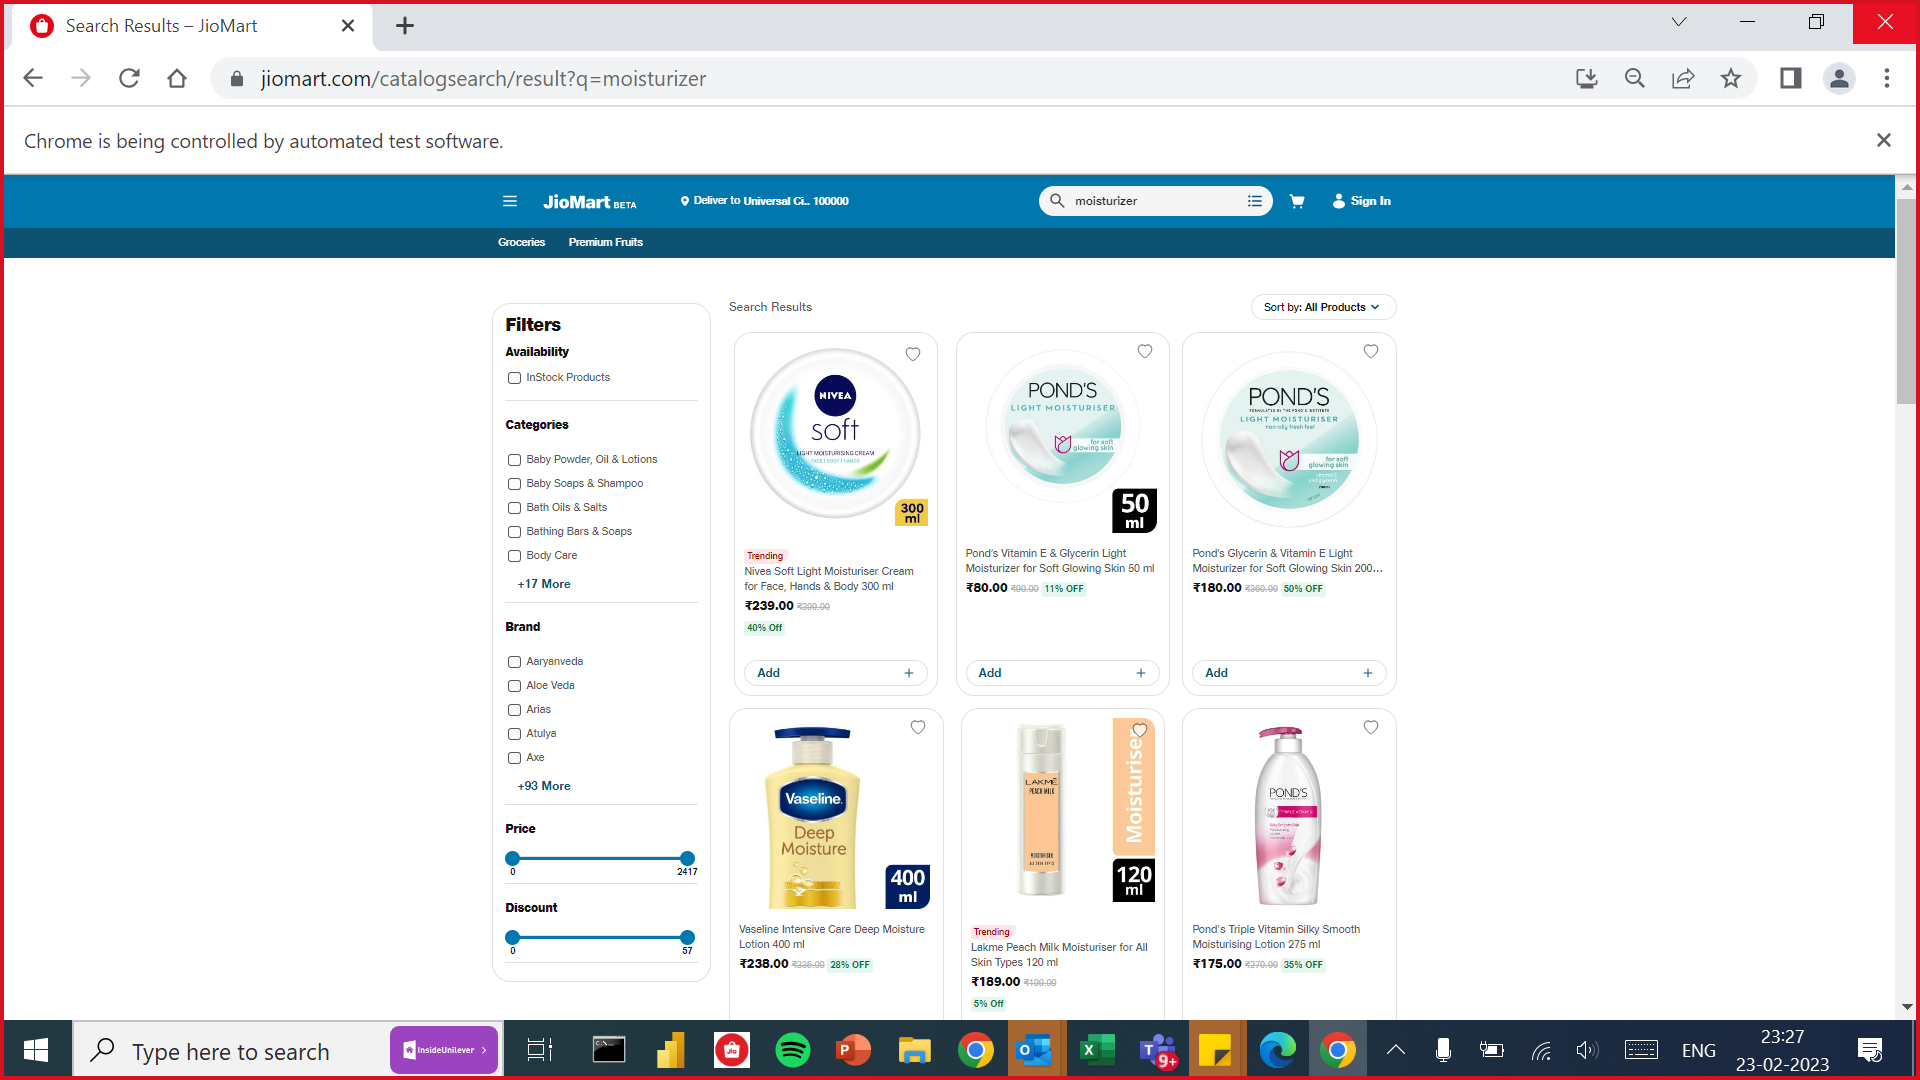 Search Results – JioMart
jiomart.com/catalogsearch/result?q=moisturizer
Chrome is being controlled by automated test software.
JioMart BETA
Deliver to Universal Ci... 100000
moisturizer
Sign In
Groceries
Premium Fruits
Filters
Availability
InStock Products
Categories
Baby Powder, Oil & Lotions
Baby Soaps & Shampoo
Bath Oils & Salts
Bathing Bars & Soaps
Body Care
+17 More
Brand
Aaryanveda
Aloe Veda
Arias
Atulya
Axe
+93 More
Price
0
2417
Discount
0
57
Search Results
Sort by: All Products
NIVEA
soft
LIGHT MOISTURISING CREAM
FACE | BODY | HANDS
300
ml
Trending
Nivea Soft Light Moisturiser Cream
for Face, Hands & Body 300 ml
₹239.00
40% Off
Add +
POND'S
LIGHT MOISTURISER
for soft
glowing skin
50
ml
Pond's Vitamin E & Glycerin Light
Moisturizer for Soft Glowing Skin 50 ml
₹80.00 ₹90.00 11% OFF
Add +
POND'S
LIGHT MOISTURISER
non-oily fresh feel
for soft
glowing skin
Pond's Glycerin & Vitamin E Light
Moisturizer for Soft Glowing Skin 200...
₹180.00 ₹360.00 50% OFF
Add +
Vaseline
Deep
Moisture
400
ml
Vaseline Intensive Care Deep Moisture
Lotion 400 ml
₹238.00 28% OFF
LAKMĒ
PEACH MILK
MOISTURISER
ALL SKIN TYPES
Moisturiser
120
ml
Trending
Lakme Peach Milk Moisturiser for All
Skin Types 120 ml
₹189.00 ₹199.00
5% Off
POND'S
TRIPLE VITAMIN
Pond's Triple Vitamin Silky Smooth
Moisturising Lotion 275 ml
₹175.00 ₹270.00 35% OFF
Type here to search
InsideUnilever
9+
ENG
23:27
23-02-2023